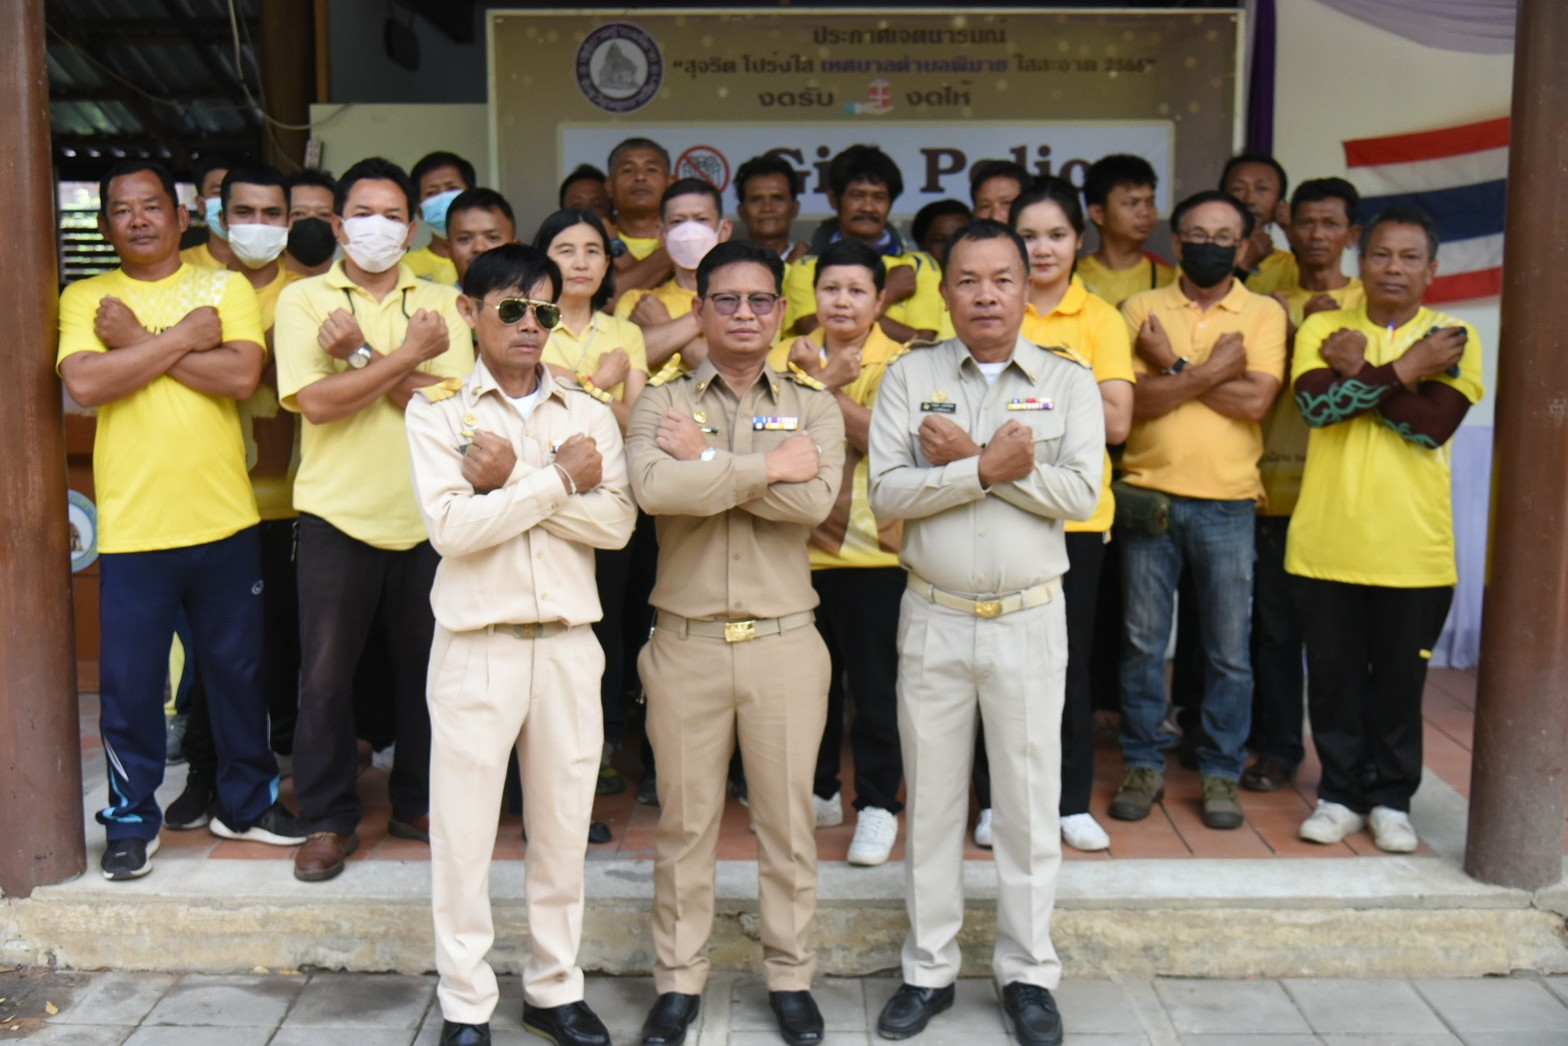 ประกาศเจตนารมณ์
"สุจริต โปร่งใส เทศบาลตำบลพิมาย ใสสะอาด 2566"
งดรับ งดให้